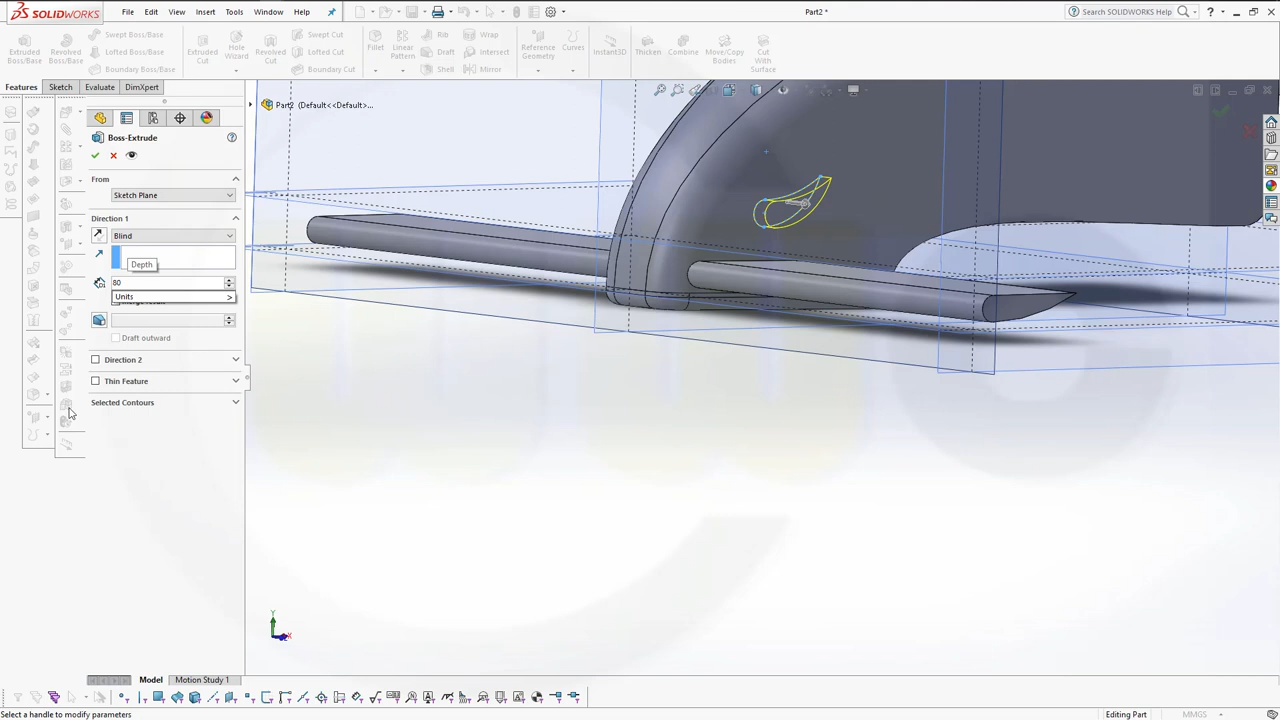 SOLIDWORKS File Edit View Insert Tools Window Help Part2 * Search SolidWorks Help
Extruded Boss/Base
Revolved Boss/Base
Swept Boss/Base
Lofted Boss/Base
Boundary Boss/Base
Extruded Cut
Hole Wizard
Revolved Cut
Swept Cut
Lofted Cut
Boundary Cut
Fillet
Linear Pattern
Rib
Draft
Shell
Wrap
Intersect
Mirror
Reference Geometry
Curves
Instant3D
Thicken
Combine
Move/Copy Bodies
Cut With Surface
Features Sketch Evaluate DimXpert
Part2 (Default<<Default>...
Boss-Extrude
From
Sketch Plane
Direction 1
Blind
Depth
80
Units >
Draft outward
Direction 2
Thin Feature
Selected Contours
Y
X
Model Motion Study 1
Select a handle to modify parameters Editing Part MMGS